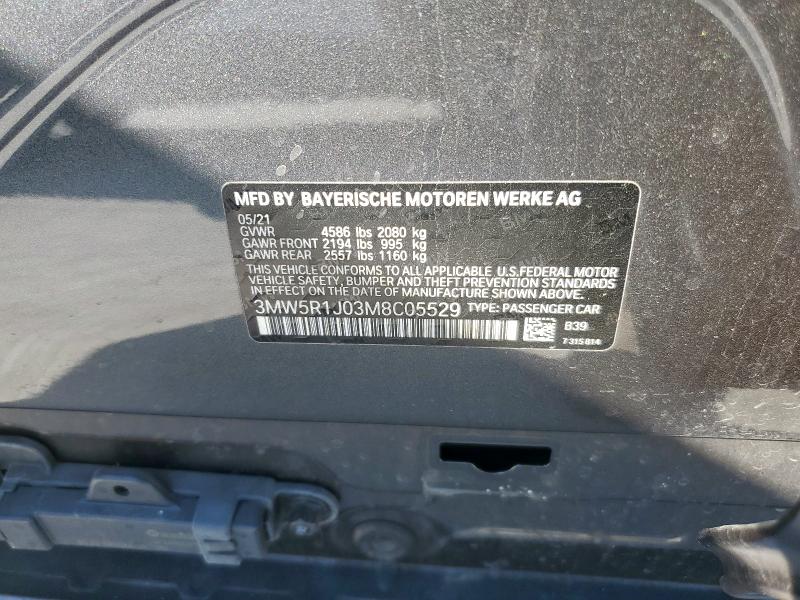 MFD BY BAYERISCHE MOTOREN WERKE AG
05/21
GVWR 4586 lbs 2080 kg
GAWR FRONT 2194 lbs 995 kg
GAWR REAR 2557 lbs 1160 kg
THIS VEHICLE CONFORMS TO ALL APPLICABLE U.S.FEDERAL MOTOR
VEHICLE SAFETY, BUMPER AND THEFT PREVENTION STANDARDS
IN EFFECT ON THE DATE OF MANUFACTURE SHOWN ABOVE.
3MW5R1J03M8C05529 TYPE: PASSENGER CAR
B39
7 315 814